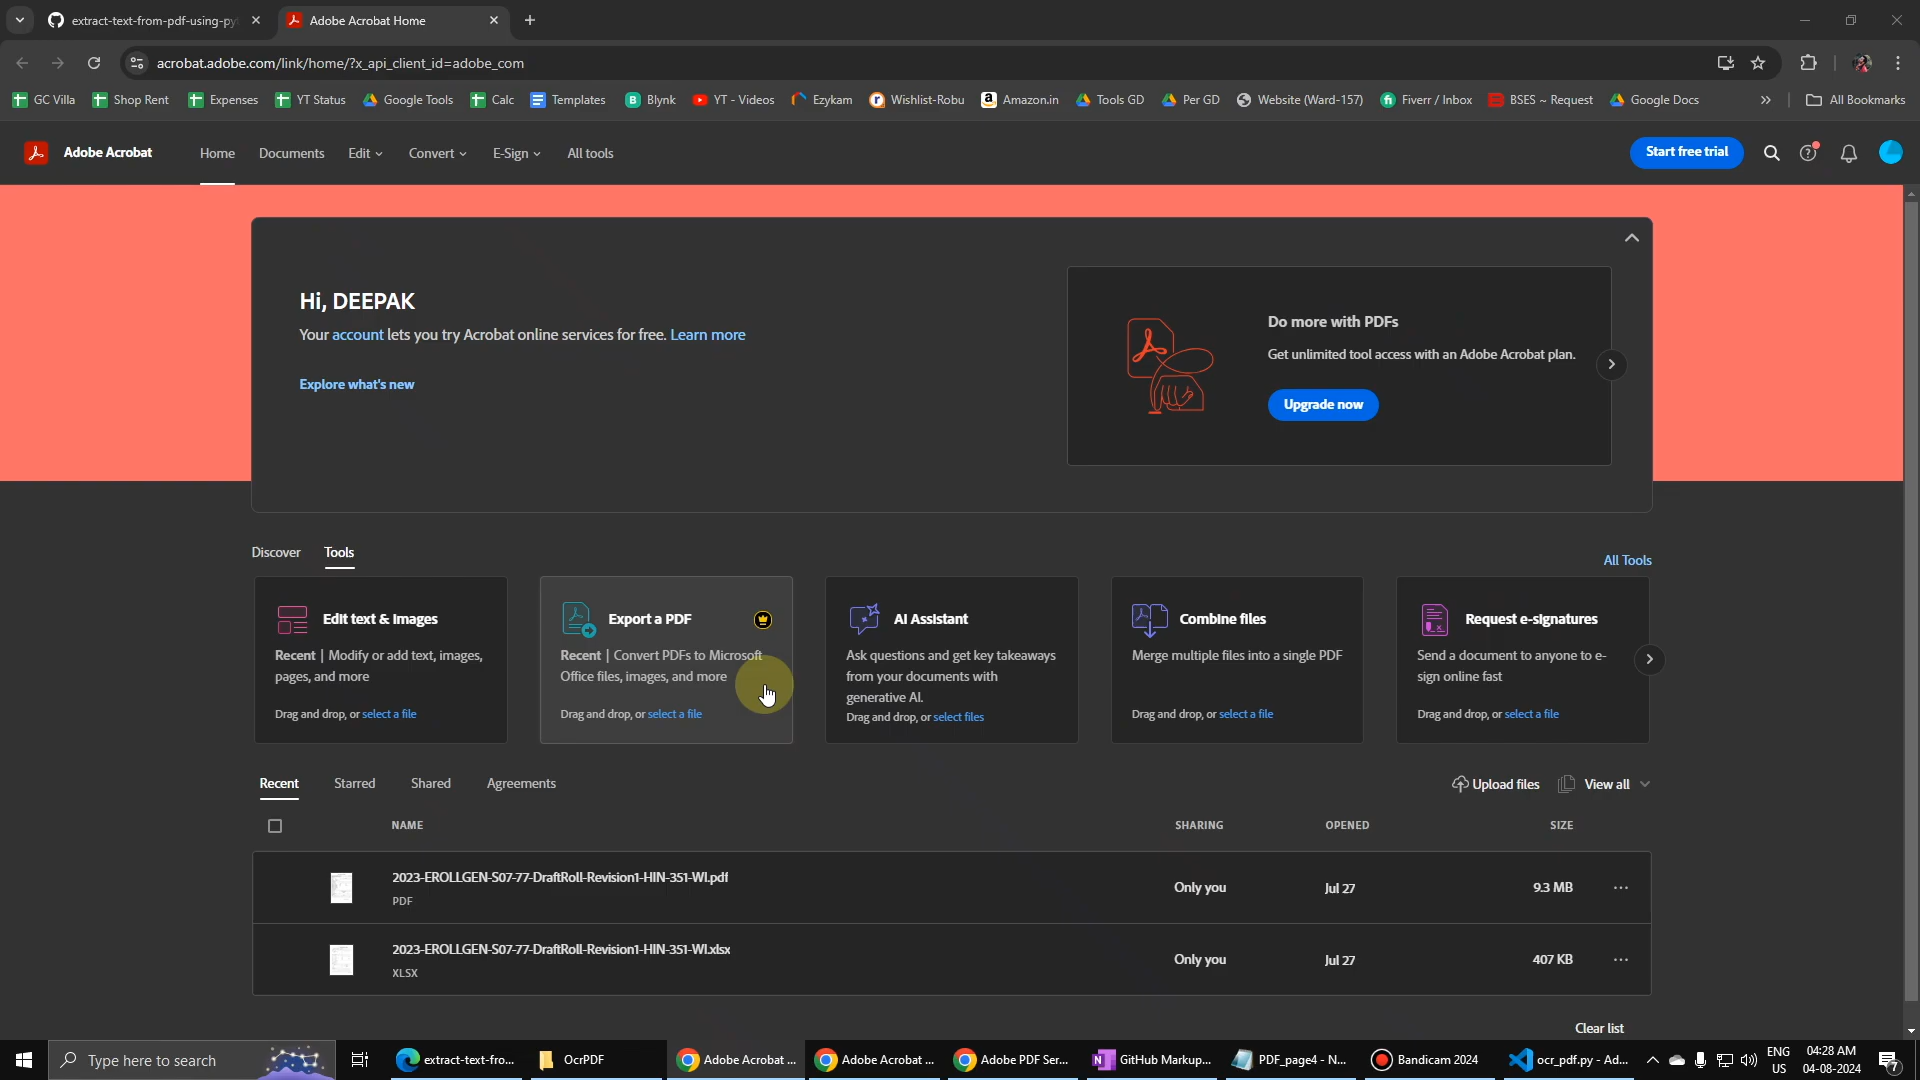 extract-text-from-pdf-using-py
Adobe Acrobat Home
acrobat.adobe.com/link/home/?x_api_client_id=adobe_com
GC Villa
Shop Rent
Expenses
YT Status
Google Tools
Calc
Templates
Blynk
YT - Videos
Ezykam
Wishlist-Robu
Amazon.in
Tools GD
Per GD
Website (Ward-157)
Fiverr / Inbox
BSES ~ Request
Google Docs
All Bookmarks
Adobe Acrobat
Home
Documents
Edit
Convert
E-Sign
All tools
Start free trial
Hi, DEEPAK
Your account lets you try Acrobat online services for free. Learn more
Explore what's new
Do more with PDFs
Get unlimited tool access with an Adobe Acrobat plan.
Upgrade now
Discover
Tools
All Tools
Edit text & images
Recent | Modify or add text, images,
pages, and more
Drag and drop, or select a file
Export a PDF
Recent | Convert PDFs to Microsoft
Office files, images, and more
Drag and drop, or select a file
AI Assistant
Ask questions and get key takeaways
from your documents with
generative AI.
Drag and drop, or select files
Combine files
Merge multiple files into a single PDF
Drag and drop, or select a file
Request e-signatures
Send a document to anyone to e-
sign online fast
Drag and drop, or select a file
Recent
Starred
Shared
Agreements
Upload files
View all
NAME
SHARING
OPENED
SIZE
2023-EROLLGEN-S07-77-DraftRoll-Revision1-HIN-351-WI.pdf
PDF
Only you
Jul 27
9.3 MB
2023-EROLLGEN-S07-77-DraftRoll-Revision1-HIN-351-WI.xlsx
XLSX
Only you
Jul 27
407 KB
Clear list
Type here to search
extract-text-fro...
OcrPDF
Adobe Acrobat ...
Adobe Acrobat ...
Adobe PDF Ser...
GitHub Markup...
PDF_page4 - N...
Bandicam 2024
ocr_pdf.py - Ad...
ENG
US
04:28 AM
04-08-2024
7